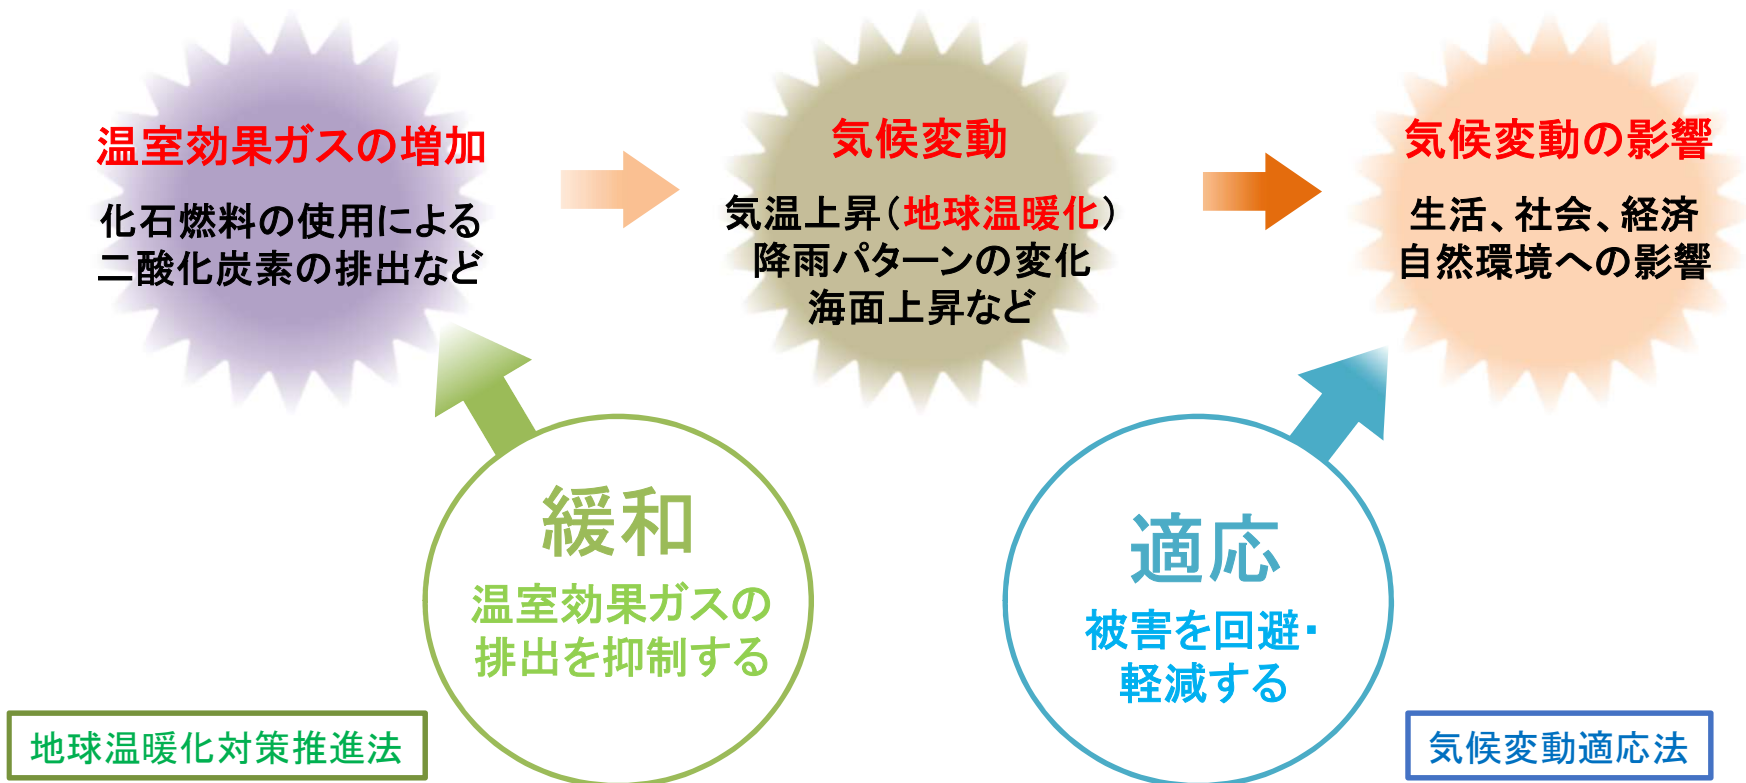 温室効果ガスの増加
化石燃料の使用による
二酸化炭素の排出など
気候変動
気温上昇(地球温暖化)
降雨パターンの変化
海面上昇など
気候変動の影響
生活、社会、経済
自然環境への影響
緩和
温室効果ガスの
排出を抑制する
適応
被害を回避・
軽減する
地球温暖化対策推進法
気候変動適応法